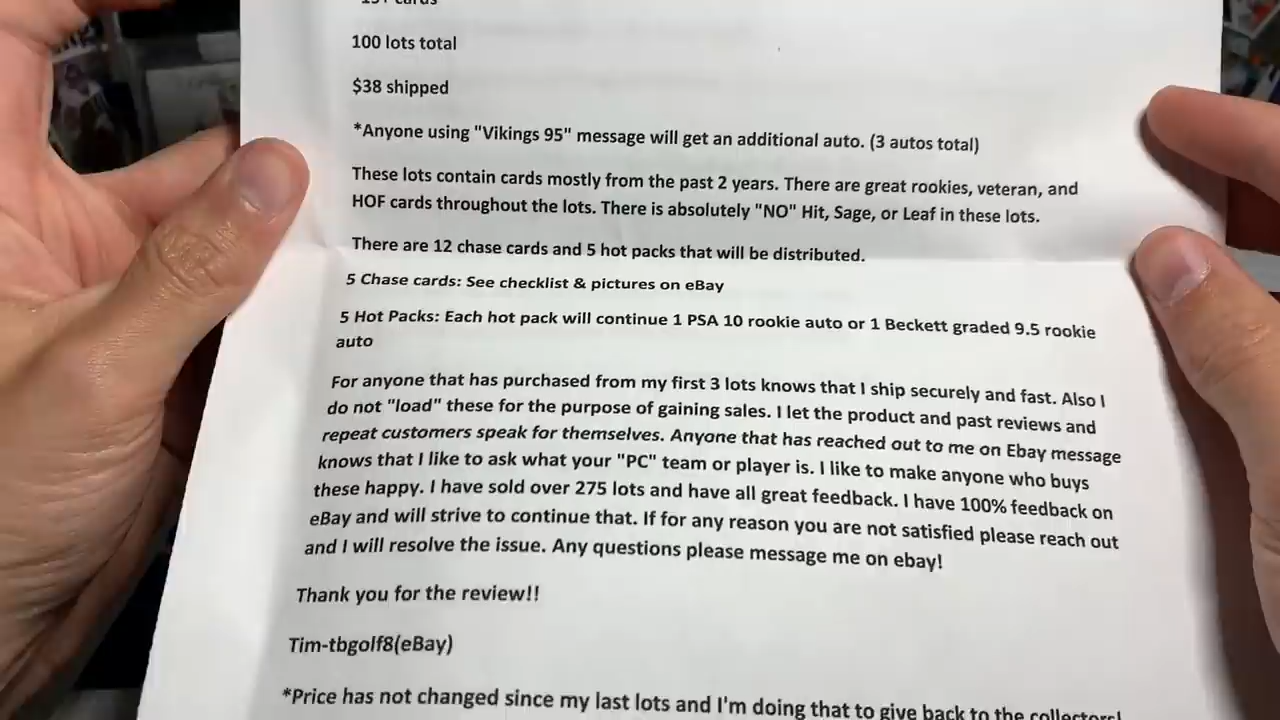 15+ cards
100 lots total
$38 shipped
*Anyone using "Vikings 95" message will get an additional auto. (3 autos total)
These lots contain cards mostly from the past 2 years. There are great rookies, veteran, and
HOF cards throughout the lots. There is absolutely "NO" Hit, Sage, or Leaf in these lots.
There are 12 chase cards and 5 hot packs that will be distributed.
5 Chase cards: See checklist & pictures on eBay
5 Hot Packs: Each hot pack will continue 1 PSA 10 rookie auto or 1 Beckett graded 9.5 rookie
auto
For anyone that has purchased from my first 3 lots knows that I ship securely and fast. Also I
do not "load" these for the purpose of gaining sales. I let the product and past reviews and
repeat customers speak for themselves. Anyone that has reached out to me on Ebay message
knows that I like to ask what your "PC" team or player is. I like to make anyone who buys
these happy. I have sold over 275 lots and have all great feedback. I have 100% feedback on
eBay and will strive to continue that. If for any reason you are not satisfied please reach out
and I will resolve the issue. Any questions please message me on ebay!
Thank you for the review!!
Tim-tbgolf8(eBay)
*Price has not changed since my last lots and I'm doing that to give back to the collectors!